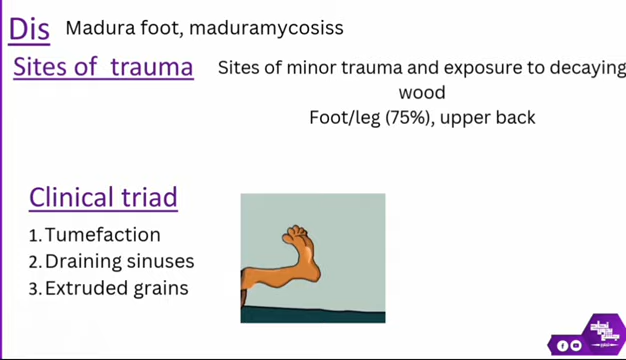 Dis Madura foot, maduramycosiss
Sites of trauma Sites of minor trauma and exposure to decaying
wood
Foot/leg (75%), upper back
Clinical triad
1. Tumefaction
2. Draining sinuses
3. Extruded grains